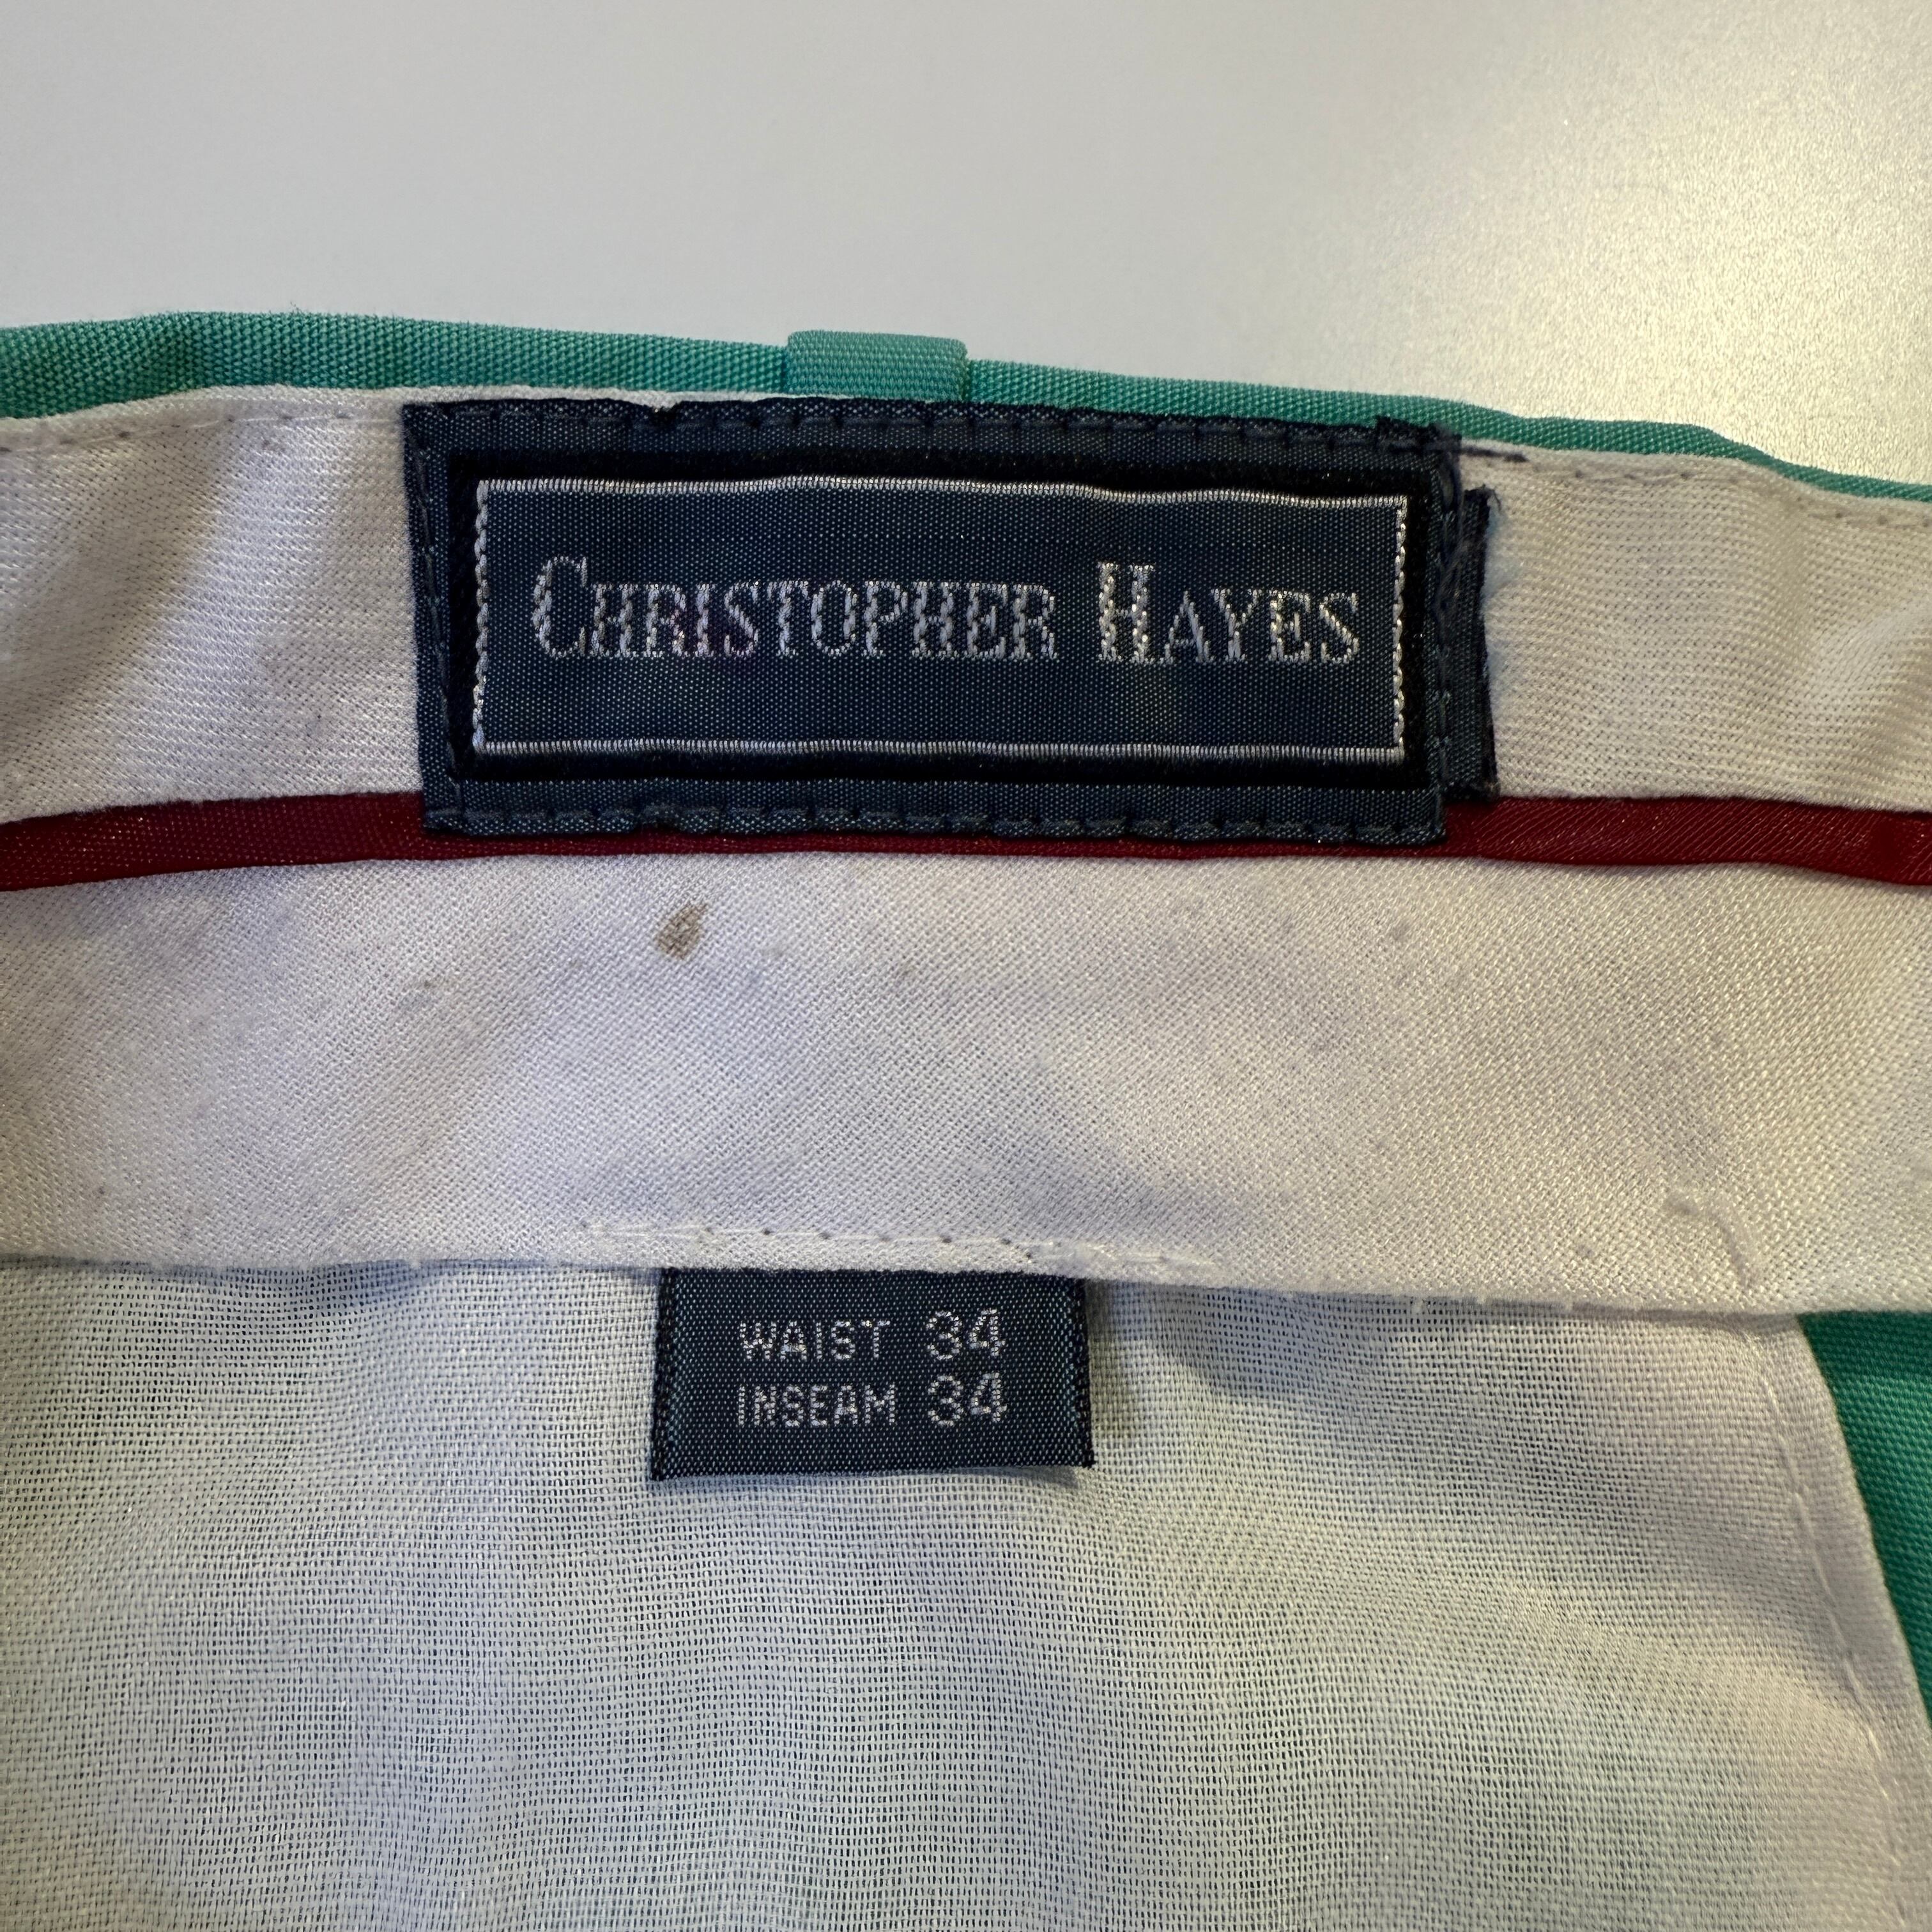 CHRISTOPHER HAYES
WAIST 34
INSEAM 34